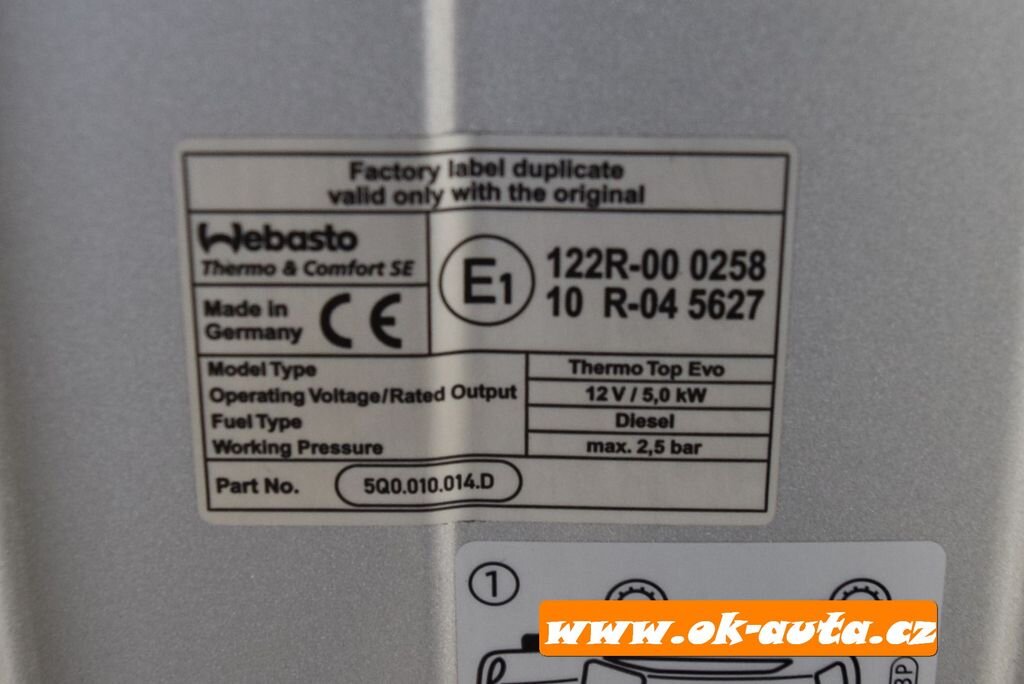 Factory label duplicate
valid only with the original
Webasto
Thermo & Comfort SE
Made in
Germany
CE
E1
122R-00 0258
10 R-04 5627
Model Type
Thermo Top Evo
Operating Voltage/Rated Output
12 V / 5,0 kW
Fuel Type
Diesel
Working Pressure
max. 2,5 bar
Part No.
5Q0.010.014.D
1
www.ok-auta.cz